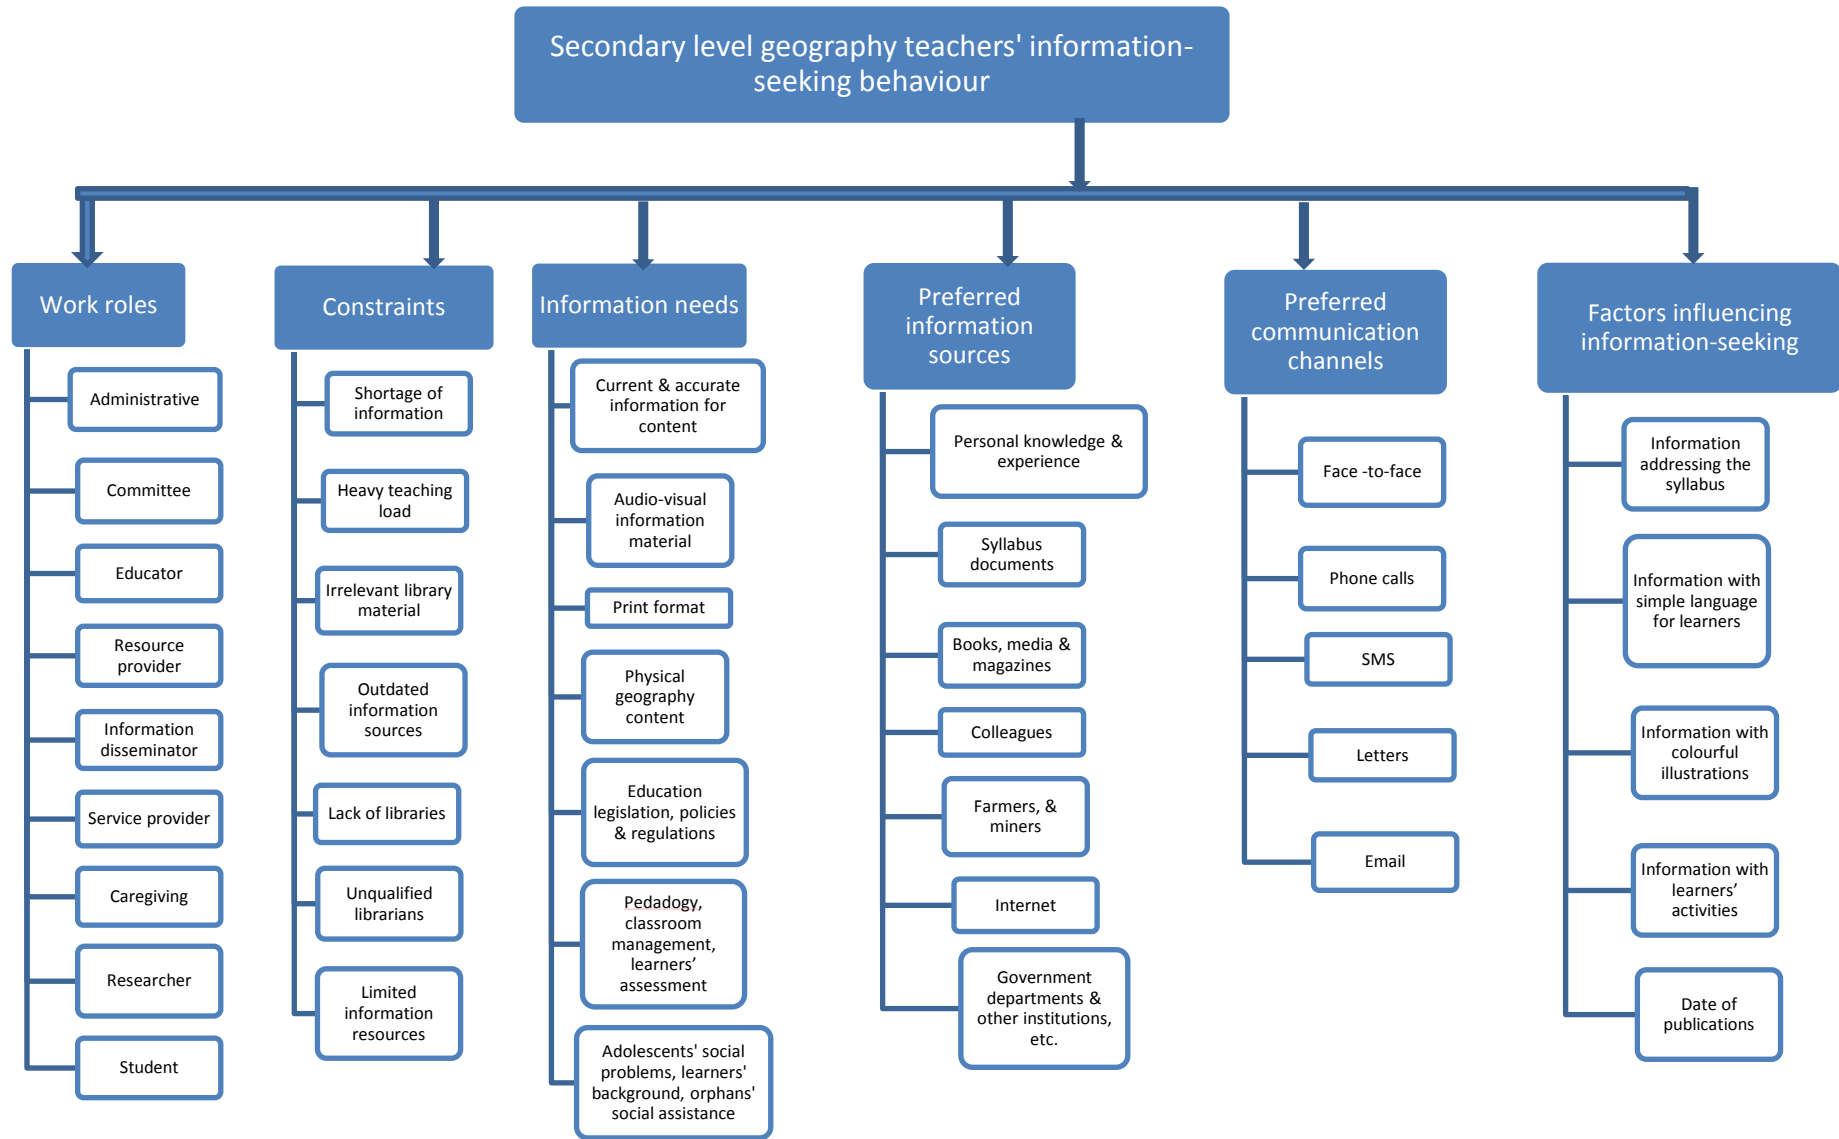 Secondary level geography teachers' information-
seeking behaviour
Work roles
Administrative
Committee
Educator
Resource
provider
Information
disseminator
Service provider
Caregiving
Researcher
Student
Constraints
Shortage of
information
Heavy teaching
load
Irrelevant library
material
Outdated
information
sources
Lack of libraries
Unqualified
librarians
Limited
information
resources
Information needs
Current & accurate
information for
content
Audio-visual
information
material
Print format
Physical
geography
content
Education
legislation, policies
& regulations
Pedadogy,
classroom
management,
learners’
assessment
Adolescents' social
problems, learners'
background, orphans'
social assistance
Preferred
information
sources
Personal knowledge &
experience
Syllabus
documents
Books, media &
magazines
Colleagues
Farmers, &
miners
Internet
Government
departments &
other institutions,
etc.
Preferred
communication
channels
Face -to-face
Phone calls
SMS
Letters
Email
Factors influencing
information-seeking
Information
addressing the
syllabus
Information with
simple language
for learners
Information with
colourful
illustrations
Information with
learners’
activities
Date of
publications